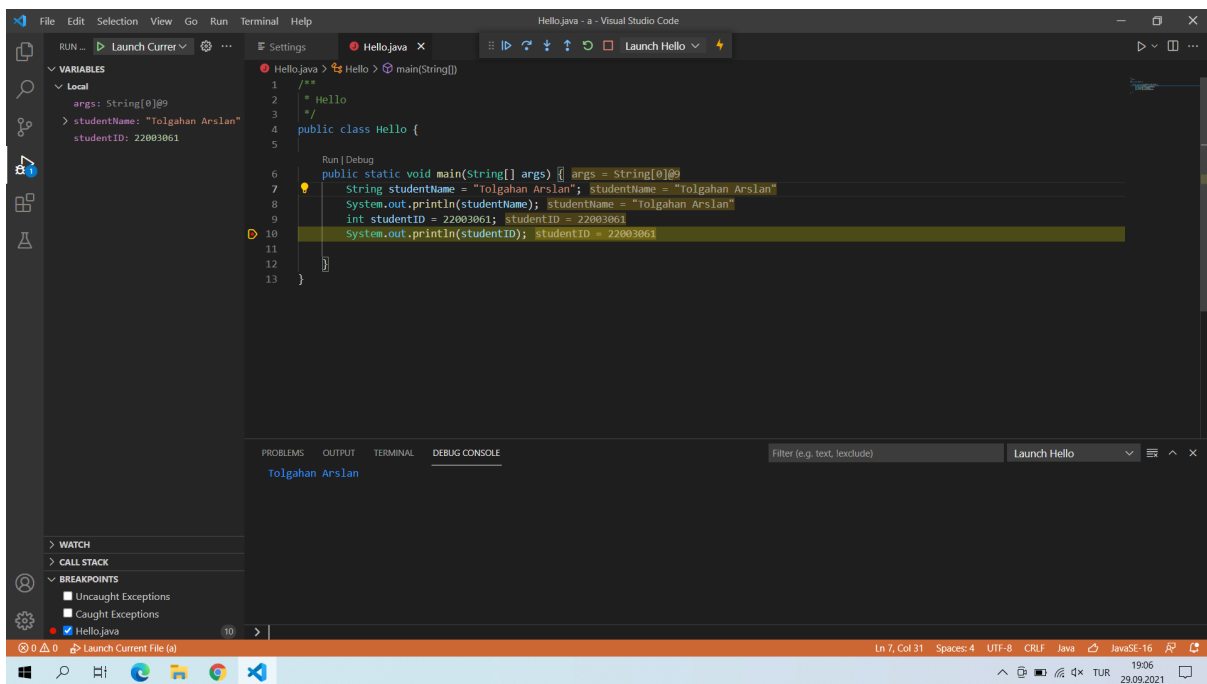 File Edit Selection View Go Run Terminal Help
Hello.java - a - Visual Studio Code
RUN ... Launch Currer
Settings Hello.java Launch Hello
VARIABLES
Local
args: String[0]@9
studentName: "Tolgahan Arslan"
studentID: 22003061
Hello.java > Hello > main(String[])
1 /**
2 * Hello
3 */
4 public class Hello {
5
Run | Debug
6 public static void main(String[] args) { args = String[0]@9
7 String studentName = "Tolgahan Arslan"; studentName = "Tolgahan Arslan"
8 System.out.println(studentName); studentName = "Tolgahan Arslan"
9 int studentID = 22003061; studentID = 22003061
10 System.out.println(studentID); studentID = 22003061
11
12 }
13 }
PROBLEMS OUTPUT TERMINAL DEBUG CONSOLE
Filter (e.g. text, !exclude)
Launch Hello
Tolgahan Arslan
WATCH
CALL STACK
BREAKPOINTS
Uncaught Exceptions
Caught Exceptions
Hello.java 10
>
0 0 Launch Current File (a)
Ln 7, Col 31 Spaces: 4 UTF-8 CRLF Java JavaSE-16
1
TUR
19:06
29.09.2021